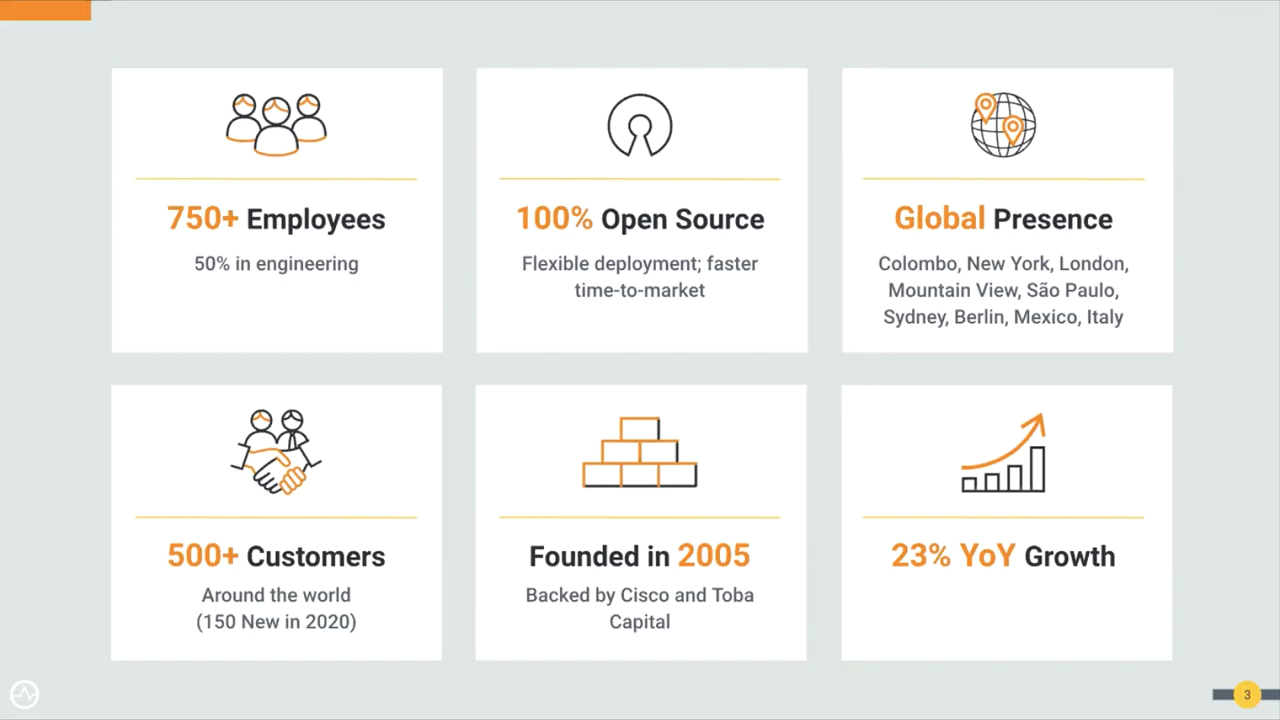 750+ Employees
50% in engineering
100% Open Source
Flexible deployment; faster
time-to-market
Global Presence
Colombo, New York, London,
Mountain View, São Paulo,
Sydney, Berlin, Mexico, Italy
500+ Customers
Around the world
(150 New in 2020)
Founded in 2005
Backed by Cisco and Toba
Capital
23% YoY Growth
3